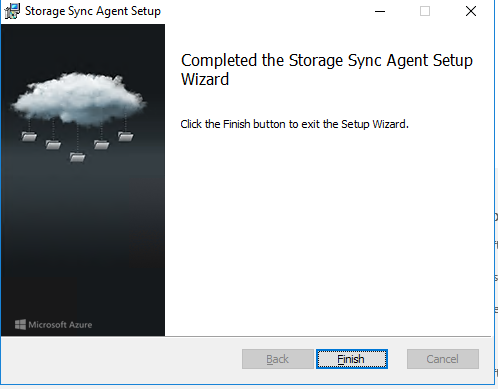 Storage Sync Agent Setup
Completed the Storage Sync Agent Setup
Wizard
Click the Finish button to exit the Setup Wizard.
Microsoft Azure
Back
Finish
Cancel